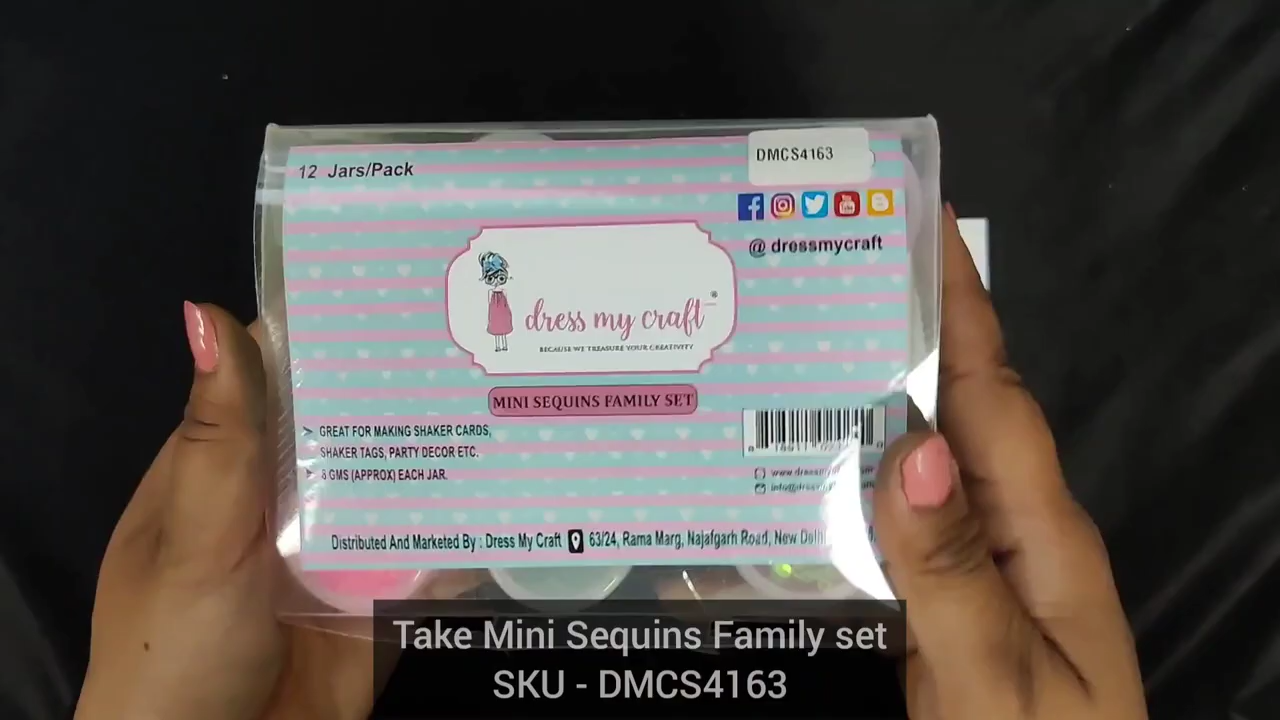 12 Jars/Pack
DMCS4163
@ dressmycraft
dress my craft
®
BECAUSE WE TREASURE YOUR CREATIVITY
MINI SEQUINS FAMILY SET
GREAT FOR MAKING SHAKER CARDS,
SHAKER TAGS, PARTY DECOR ETC.
8 GMS (APPROX) EACH JAR.
Distributed And Marketed By : Dress My Craft 63/24, Rama Marg, Najafgarh Road, New
Take Mini Sequins Family set
SKU - DMCS4163